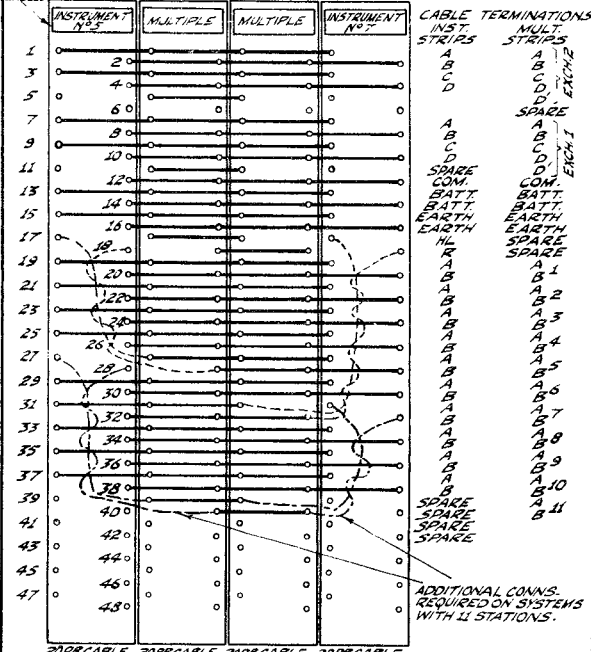 INSTRUMENT
MULTIPLE
MULTIPLE
INSTRUMENT
CABLE TERMINATIONS
INST. MULT.
STRIPS STRIPS
1 A A
2 B B
3 C C
4 D D
5 D'
EXCH.2
6 SPARE
7 A A
8 B B
9 C C
10 D D
11 SPARE D'
EXCH.1
12 COM. COM.
13 BATT. BATT.
14 BATT. BATT.
15 EARTH EARTH
16 EARTH EARTH
17 HL SPARE
18 R SPARE
19 A A 1
20 B B
21 A A 2
22 B B
23 A A 3
24 B B
25 A A 4
26 B B
27 A A 5
28 B B
29 A A 6
30 B B
31 A A 7
32 B B
33 A A 8
34 B B
35 A A 9
36 B B
37 A A 10
38 B B
39 SPARE A 11
40 SPARE B
41 SPARE
42 SPARE
43
44
45
46
47
48
ADDITIONAL CONNS.
REQUIRED ON SYSTEMS
WITH 11 STATIONS.